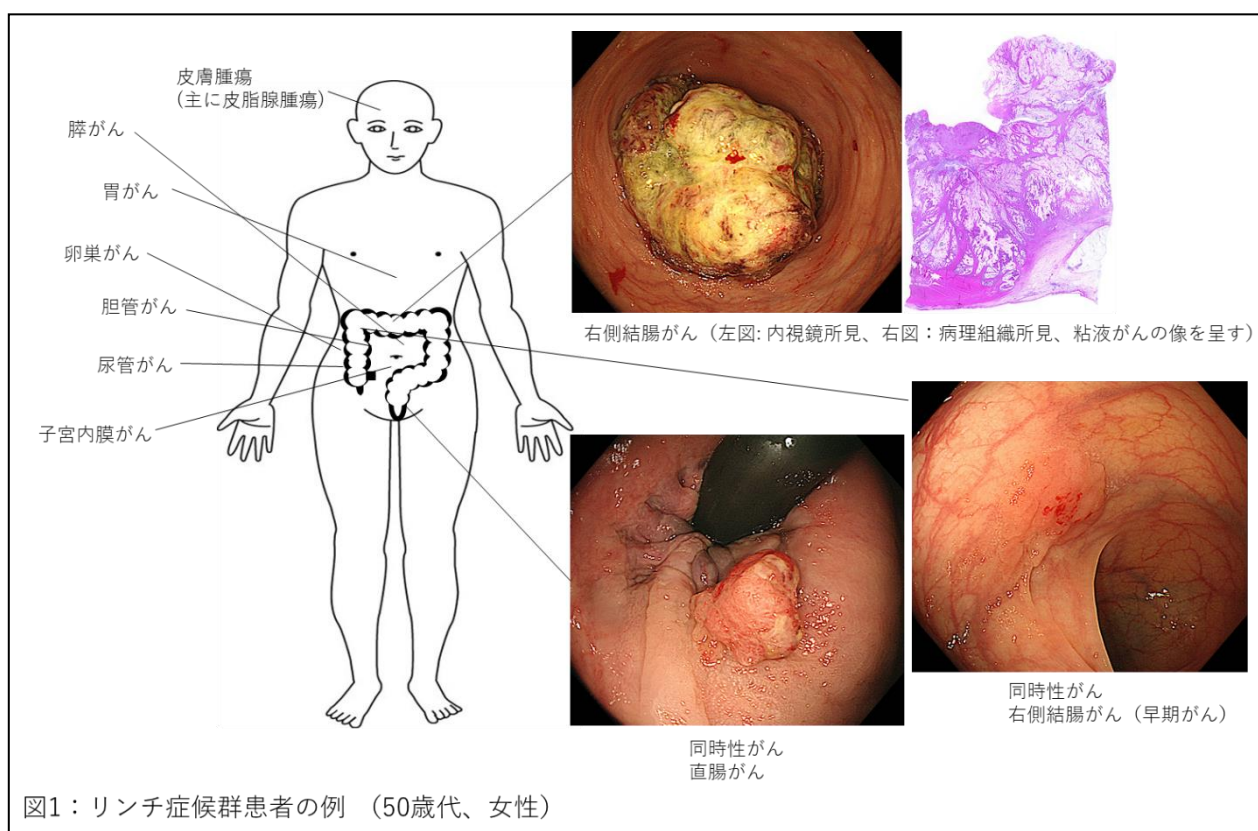 皮膚腫瘍
(主に皮脂腺腫瘍)
膵がん
胃がん
卵巣がん
胆管がん
尿管がん
子宮内膜がん
右側結腸がん（左図: 内視鏡所見、右図：病理組織所見、粘液がんの像を呈す）
同時性がん
右側結腸がん（早期がん）
同時性がん
直腸がん
図1：リンチ症候群患者の例 （50歳代、女性）